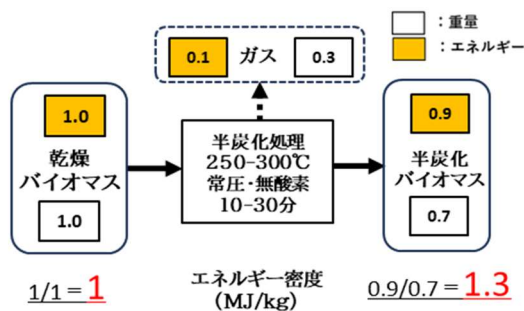 ：重量
：エネルギー
0.1 ガス 0.3
1.0
乾燥
バイオマス
1.0
半炭化処理
250-300℃
常圧・無酸素
10-30分
0.9
半炭化
バイオマス
0.7
1/1 = 1
エネルギー密度
(MJ/kg)
0.9/0.7 = 1.3